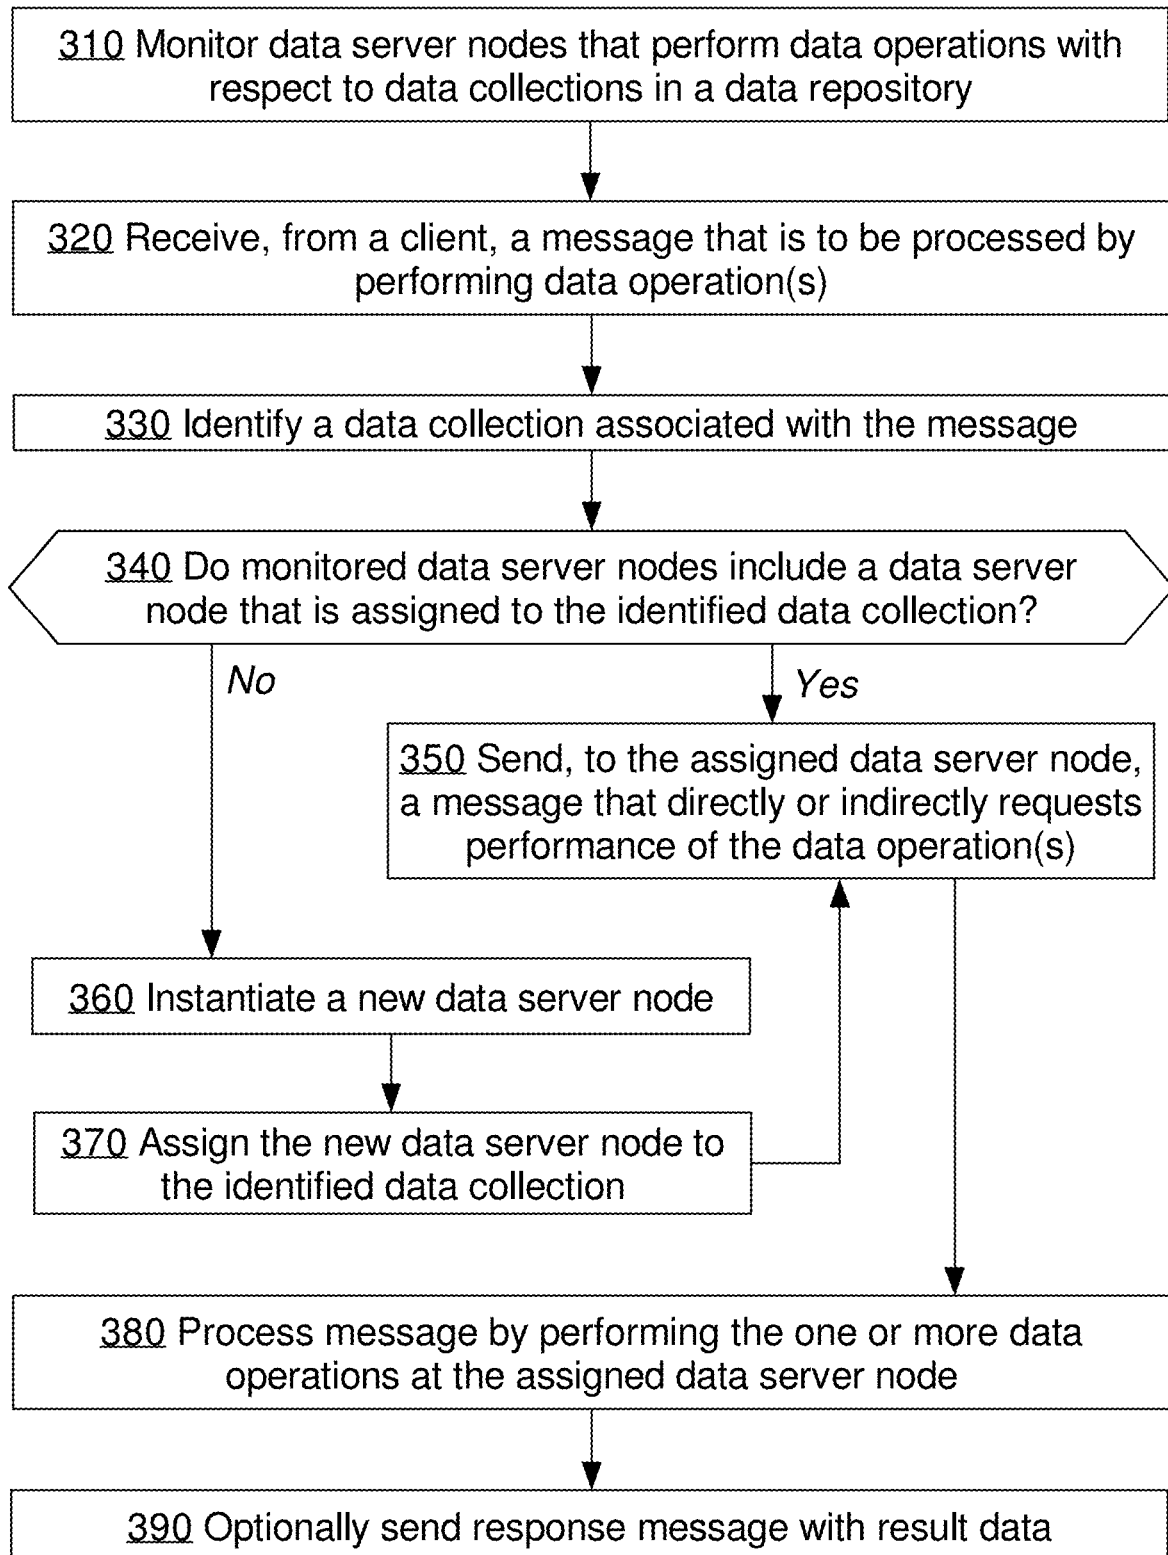 310 Monitor data server nodes that perform data operations with
respect to data collections in a data repository
320 Receive, from a client, a message that is to be processed by
performing data operation(s)
330 Identify a data collection associated with the message
340 Do monitored data server nodes include a data server
node that is assigned to the identified data collection?
No
Yes
350 Send, to the assigned data server node,
a message that directly or indirectly requests
performance of the data operation(s)
360 Instantiate a new data server node
370 Assign the new data server node to
the identified data collection
380 Process message by performing the one or more data
operations at the assigned data server node
390 Optionally send response message with result data